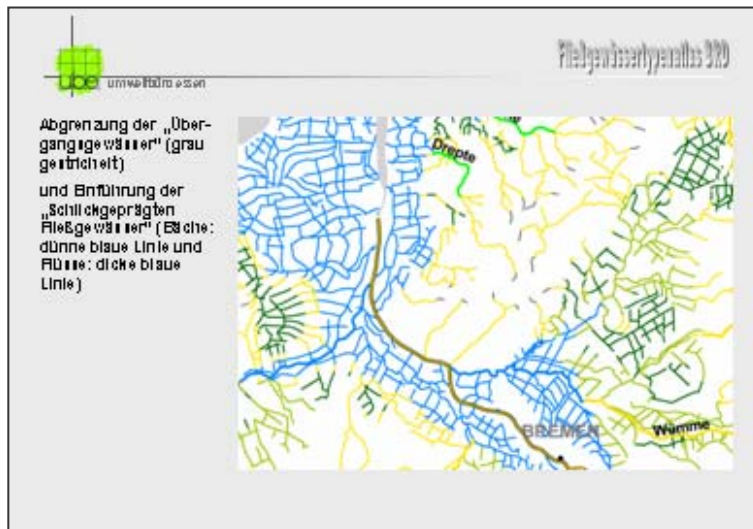 Fließgewässertypenatlas BRD
ube umweltbüro essen
Abgrenzung der „Über-
gangsgewässer“ (grau
gestrichelt)
und Einführung der
„Schlickgeprägten
Fließgewässer“ (Bäche:
dünne blaue Linie und
Flüsse: dicke blaue
Linie)
Drepte
BREMEN
Wümme